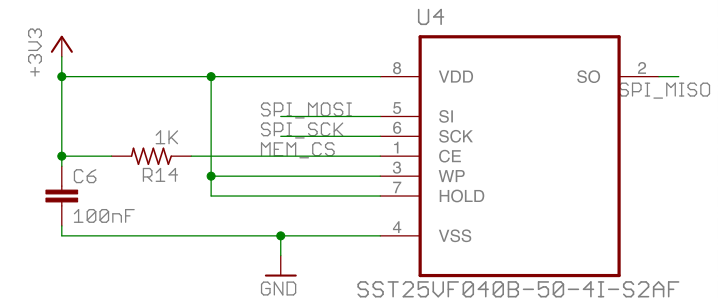 U4
+3V3
8 VDD SO 2
SPI_MISO
SPI_MOSI 5 SI
SPI_SCK 6 SCK
1K MEM_CS 1 CE
R14 3 WP
C6 7 HOLD
100nF
4 VSS
GND
SST25VF040B-50-4I-S2AF